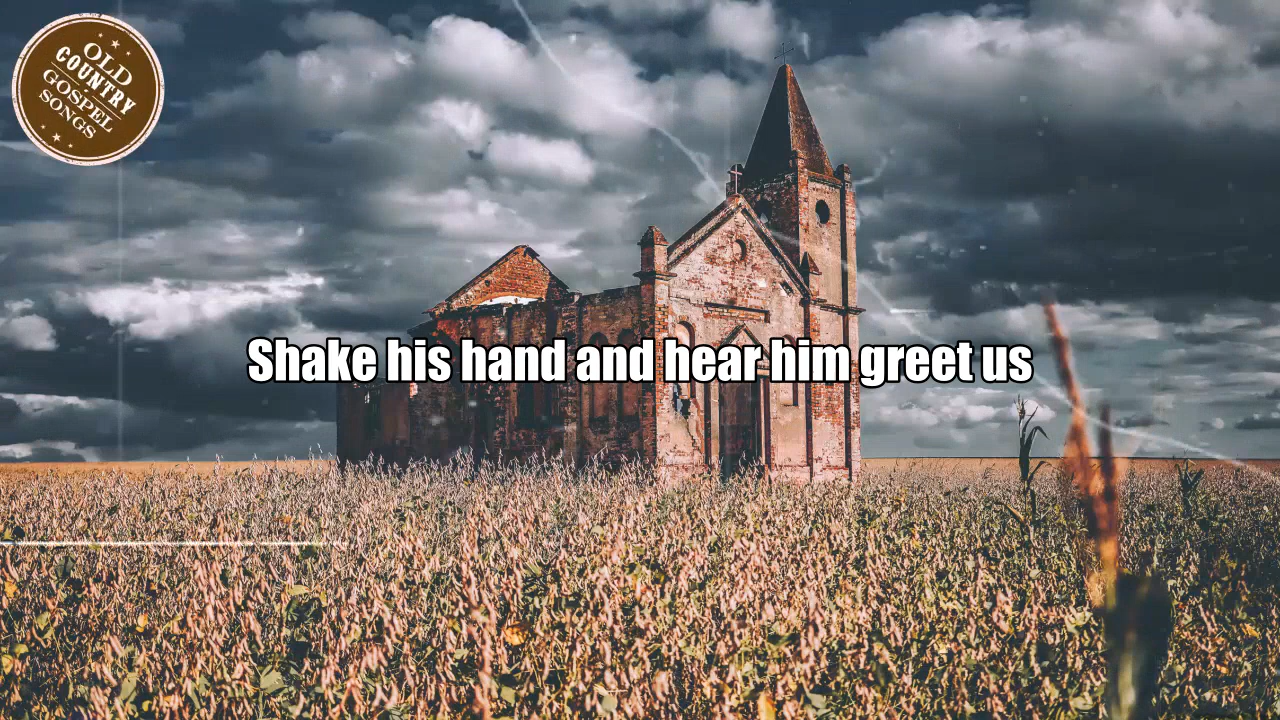 OLD
COUNTRY
GOSPEL
SONGS
Shake his hand and hear him greet us